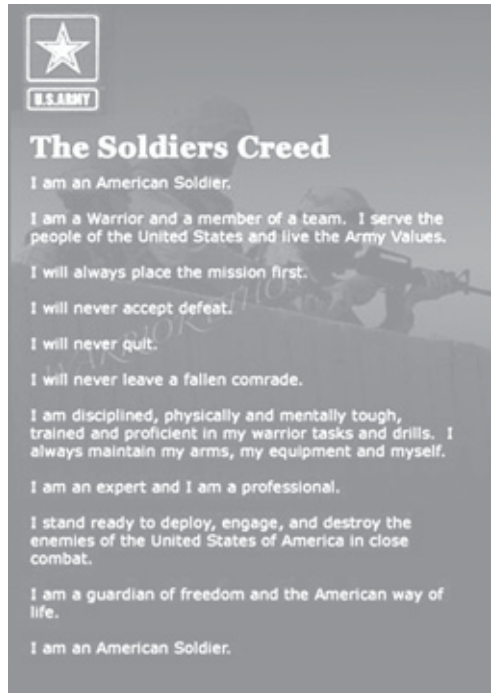 U.S.ARMY
The Soldiers Creed
I am an American Soldier.
I am a Warrior and a member of a team. I serve the
people of the United States and live the Army Values.
I will always place the mission first.
I will never accept defeat.
I will never quit.
I will never leave a fallen comrade.
I am disciplined, physically and mentally tough,
trained and proficient in my warrior tasks and drills. I
always maintain my arms, my equipment and myself.
I am an expert and I am a professional.
I stand ready to deploy, engage, and destroy the
enemies of the United States of America in close
combat.
I am a guardian of freedom and the American way of
life.
I am an American Soldier.